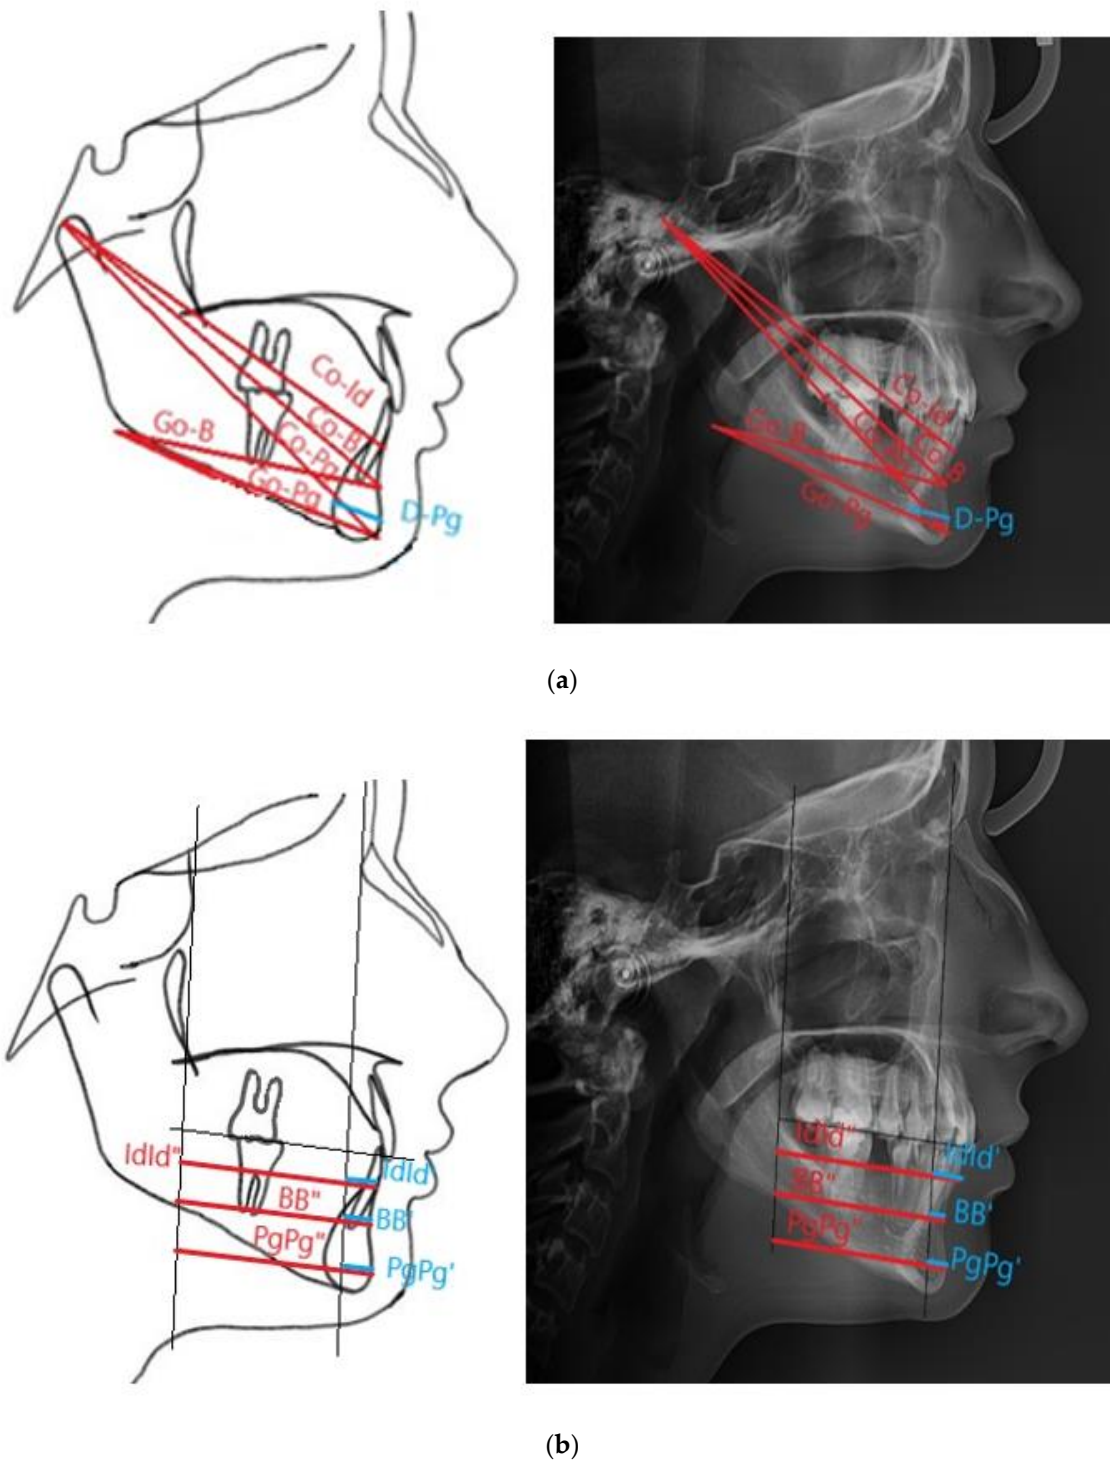 Co-Id
Go-B
Co-B
Co-Pg
Go-Pg
D-Pg
Co-Id
Go-B
Co-B
Go-Pg
D-Pg
(a)
IdId"
IdId
BB"
BB'
PgPg"
PgPg'
IdId"
IdId'
BB"
BB'
PgPg"
PgPg'
(b)